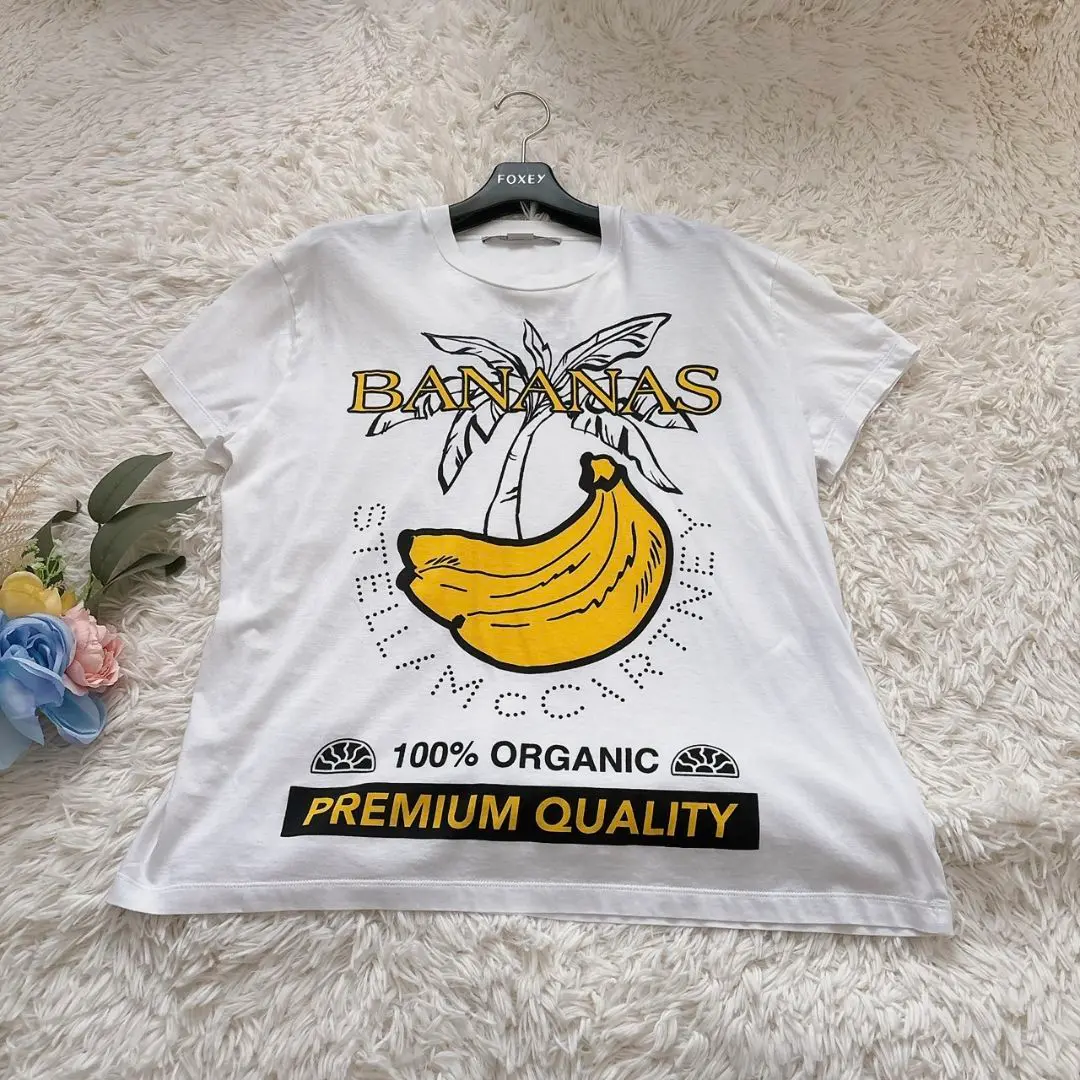 FOXEY
BANANAS
STELLA McCARTNEY
100% ORGANIC
PREMIUM QUALITY